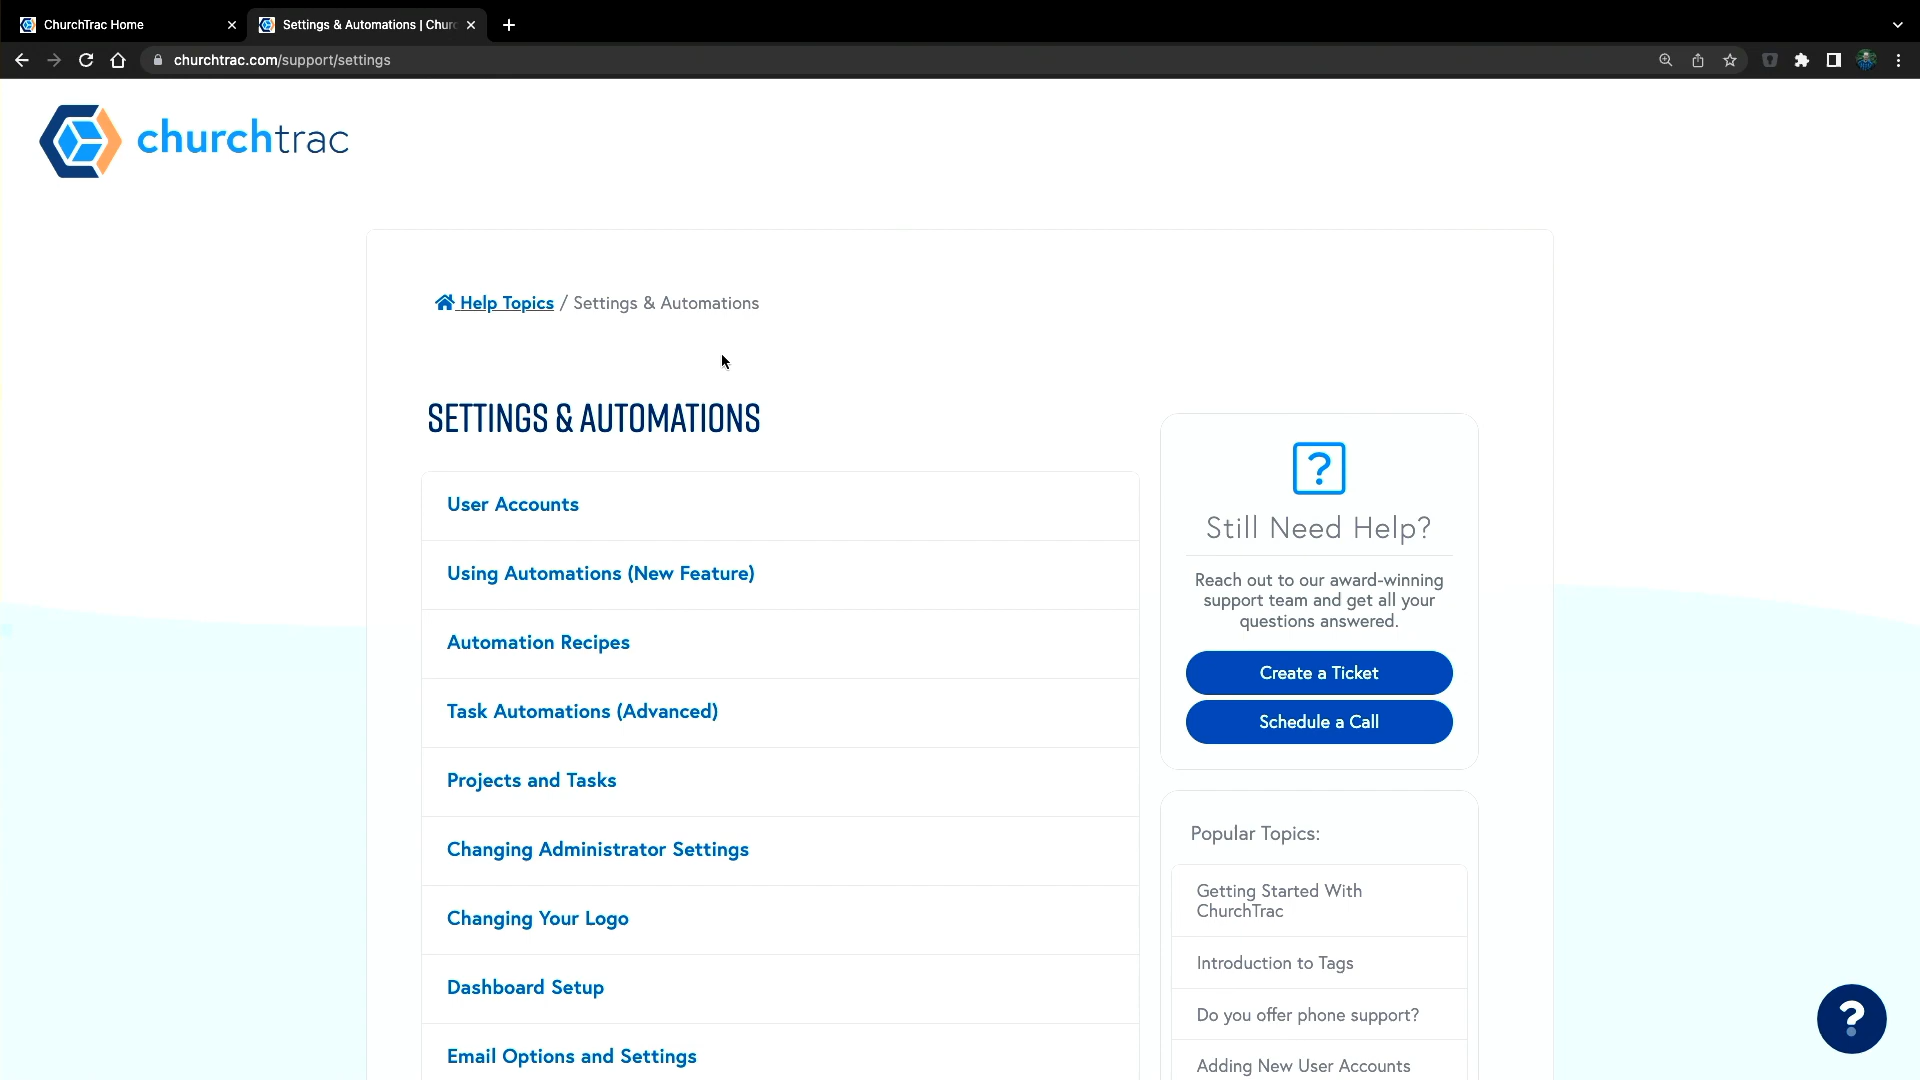 ChurchTrac Home
Settings & Automations | Chur
churchtrac.com/support/settings
churchtrac
Help Topics / Settings & Automations
SETTINGS & AUTOMATIONS
User Accounts
Using Automations (New Feature)
Automation Recipes
Task Automations (Advanced)
Projects and Tasks
Changing Administrator Settings
Changing Your Logo
Dashboard Setup
Email Options and Settings
?
Still Need Help?
Reach out to our award-winning
support team and get all your
questions answered.
Create a Ticket
Schedule a Call
Popular Topics:
Getting Started With
ChurchTrac
Introduction to Tags
Do you offer phone support?
Adding New User Accounts
?